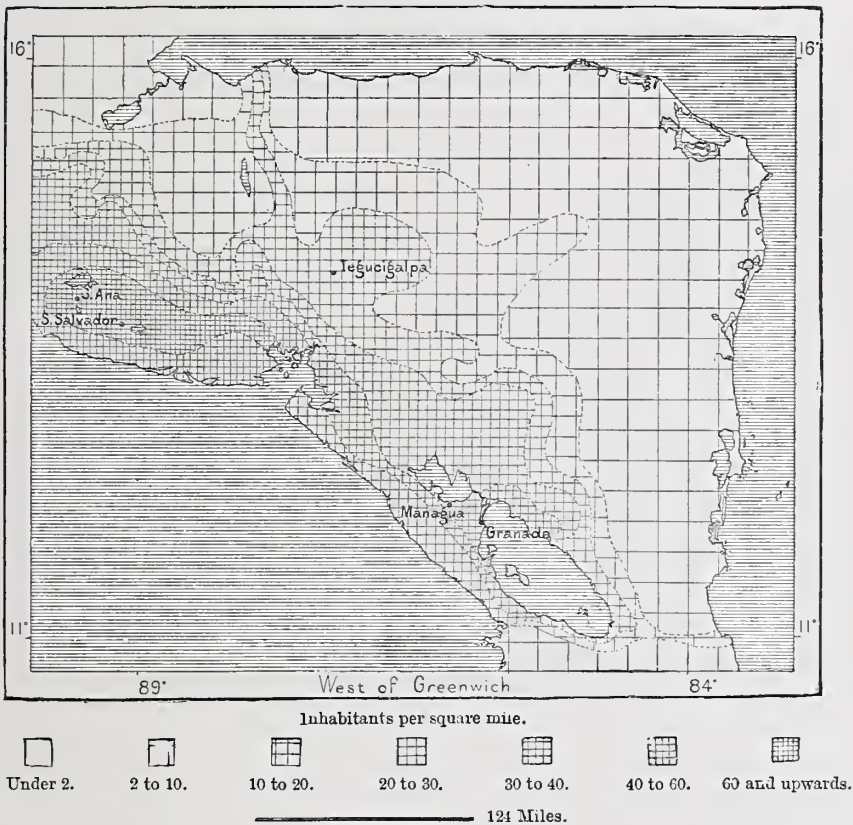 16° 16°
Tegucigalpa
S. Ana
S. Salvador
Managua
Granada
11° 11°
89° West of Greenwich 84°
Inhabitants per square mile.
Under 2. 2 to 10. 10 to 20. 20 to 30. 30 to 40. 40 to 60. 60 and upwards.
124 Miles.